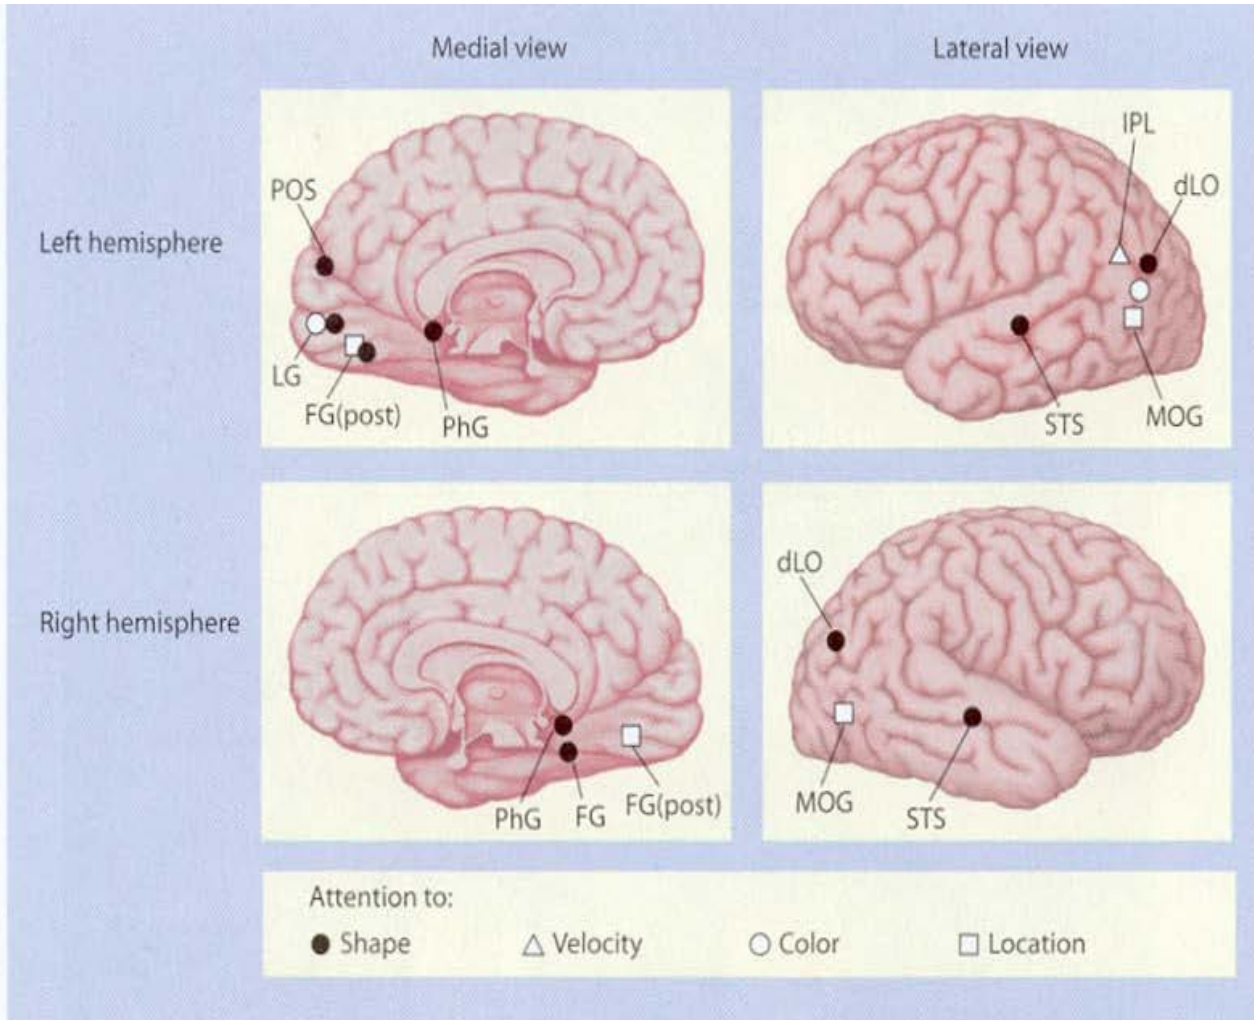 Medial view
Lateral view
Left hemisphere
POS
LG
FG(post)
PhG
IPL
dLO
STS
MOG
Right hemisphere
PhG
FG
FG(post)
dLO
MOG
STS
Attention to:
Shape
Velocity
Color
Location